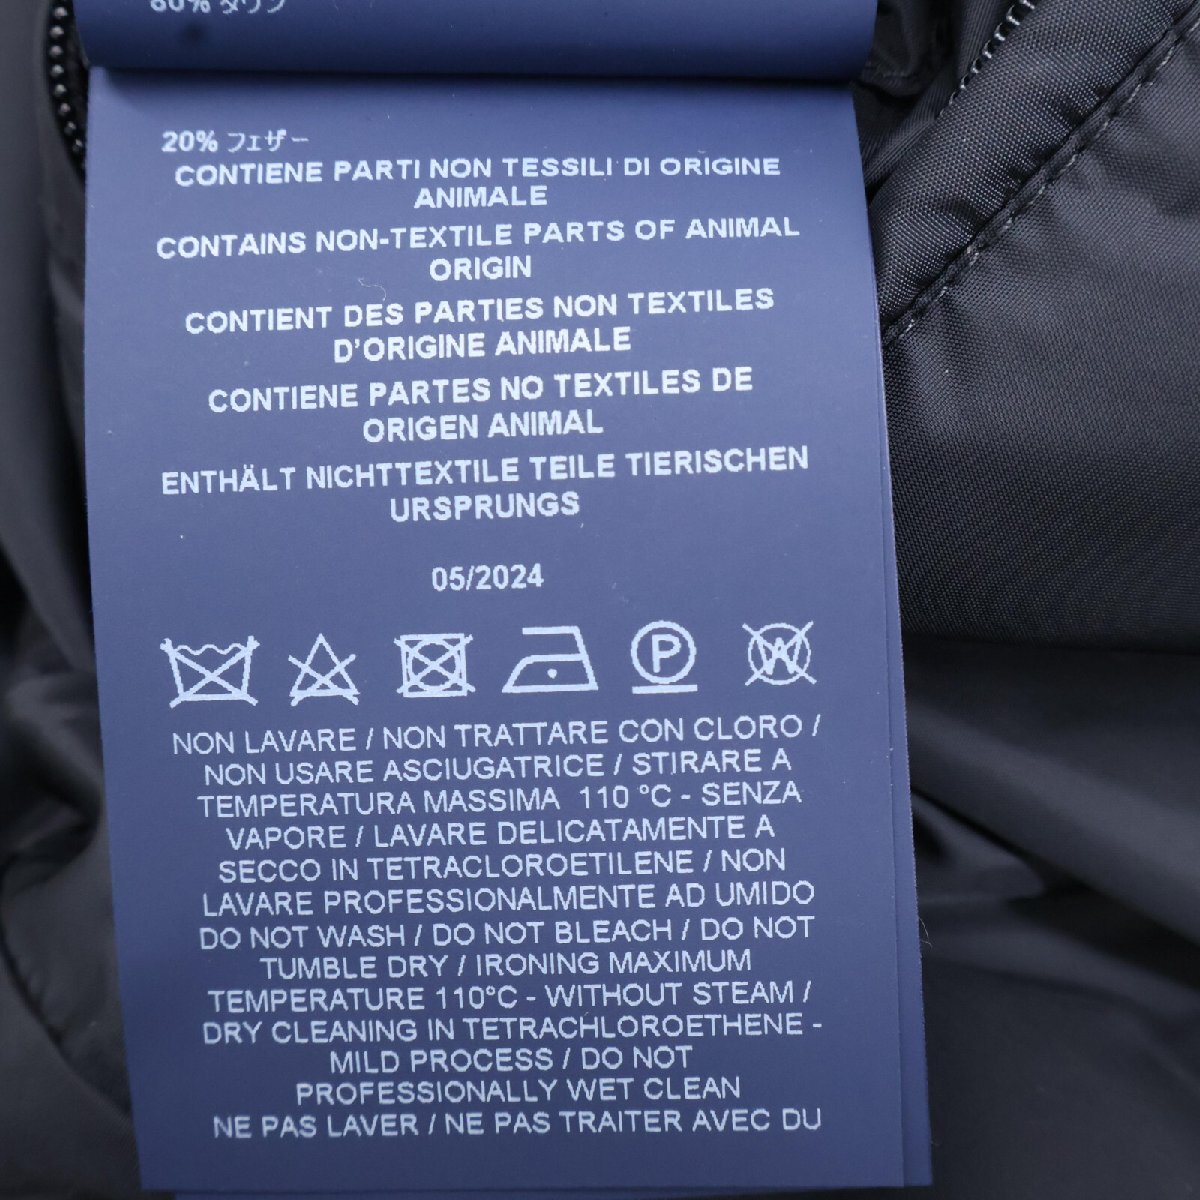 20% フェザー
CONTIENE PARTI NON TESSILI DI ORIGINE
ANIMALE
CONTAINS NON-TEXTILE PARTS OF ANIMAL
ORIGIN
CONTIENT DES PARTIES NON TEXTILES
D'ORIGINE ANIMALE
CONTIENE PARTES NO TEXTILES DE
ORIGEN ANIMAL
ENTHÄLT NICHTTEXTILE TEILE TIERISCHEN
URSPRUNGS
05/2024
P W
NON LAVARE / NON TRATTARE CON CLORO /
NON USARE ASCIUGATRICE / STIRARE A
TEMPERATURA MASSIMA 110 °C - SENZA
VAPORE / LAVARE DELICATAMENTE A
SECCO IN TETRACLOROETILENE / NON
LAVARE PROFESSIONALMENTE AD UMIDO
DO NOT WASH / DO NOT BLEACH / DO NOT
TUMBLE DRY / IRONING MAXIMUM
TEMPERATURE 110°C - WITHOUT STEAM /
DRY CLEANING IN TETRACHLOROETHENE -
MILD PROCESS / DO NOT
PROFESSIONALLY WET CLEAN
NE PAS LAVER / NE PAS TRAITER AVEC DU